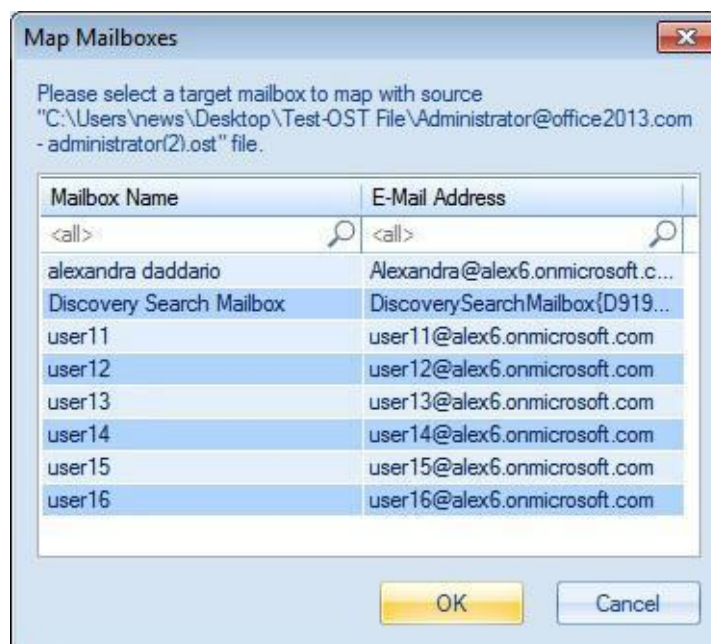 Map Mailboxes
Please select a target mailbox to map with source
"C:\Users\news\Desktop\Test-OST File\Administrator@office2013.com
- administrator(2).ost" file.
Mailbox Name E-Mail Address
<all> <all>
alexandra daddario Alexandra@alex6.onmicrosoft.c...
Discovery Search Mailbox DiscoverySearchMailbox{D919...
user11 user11@alex6.onmicrosoft.com
user12 user12@alex6.onmicrosoft.com
user13 user13@alex6.onmicrosoft.com
user14 user14@alex6.onmicrosoft.com
user15 user15@alex6.onmicrosoft.com
user16 user16@alex6.onmicrosoft.com
OK Cancel